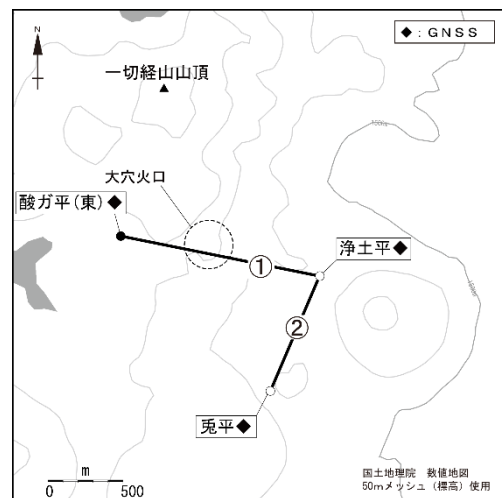 ◆：GNSS
一切経山山頂
大穴火口
酸ガ平(東)◆
浄土平◆
①
②
兎平◆
m
0 500
国土地理院 数値地図
50mメッシュ（標高）使用